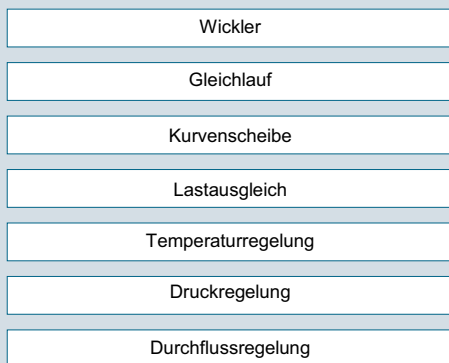 Wickler
Gleichlauf
Kurvenscheibe
Lastausgleich
Temperaturregelung
Druckregelung
Durchflussregelung